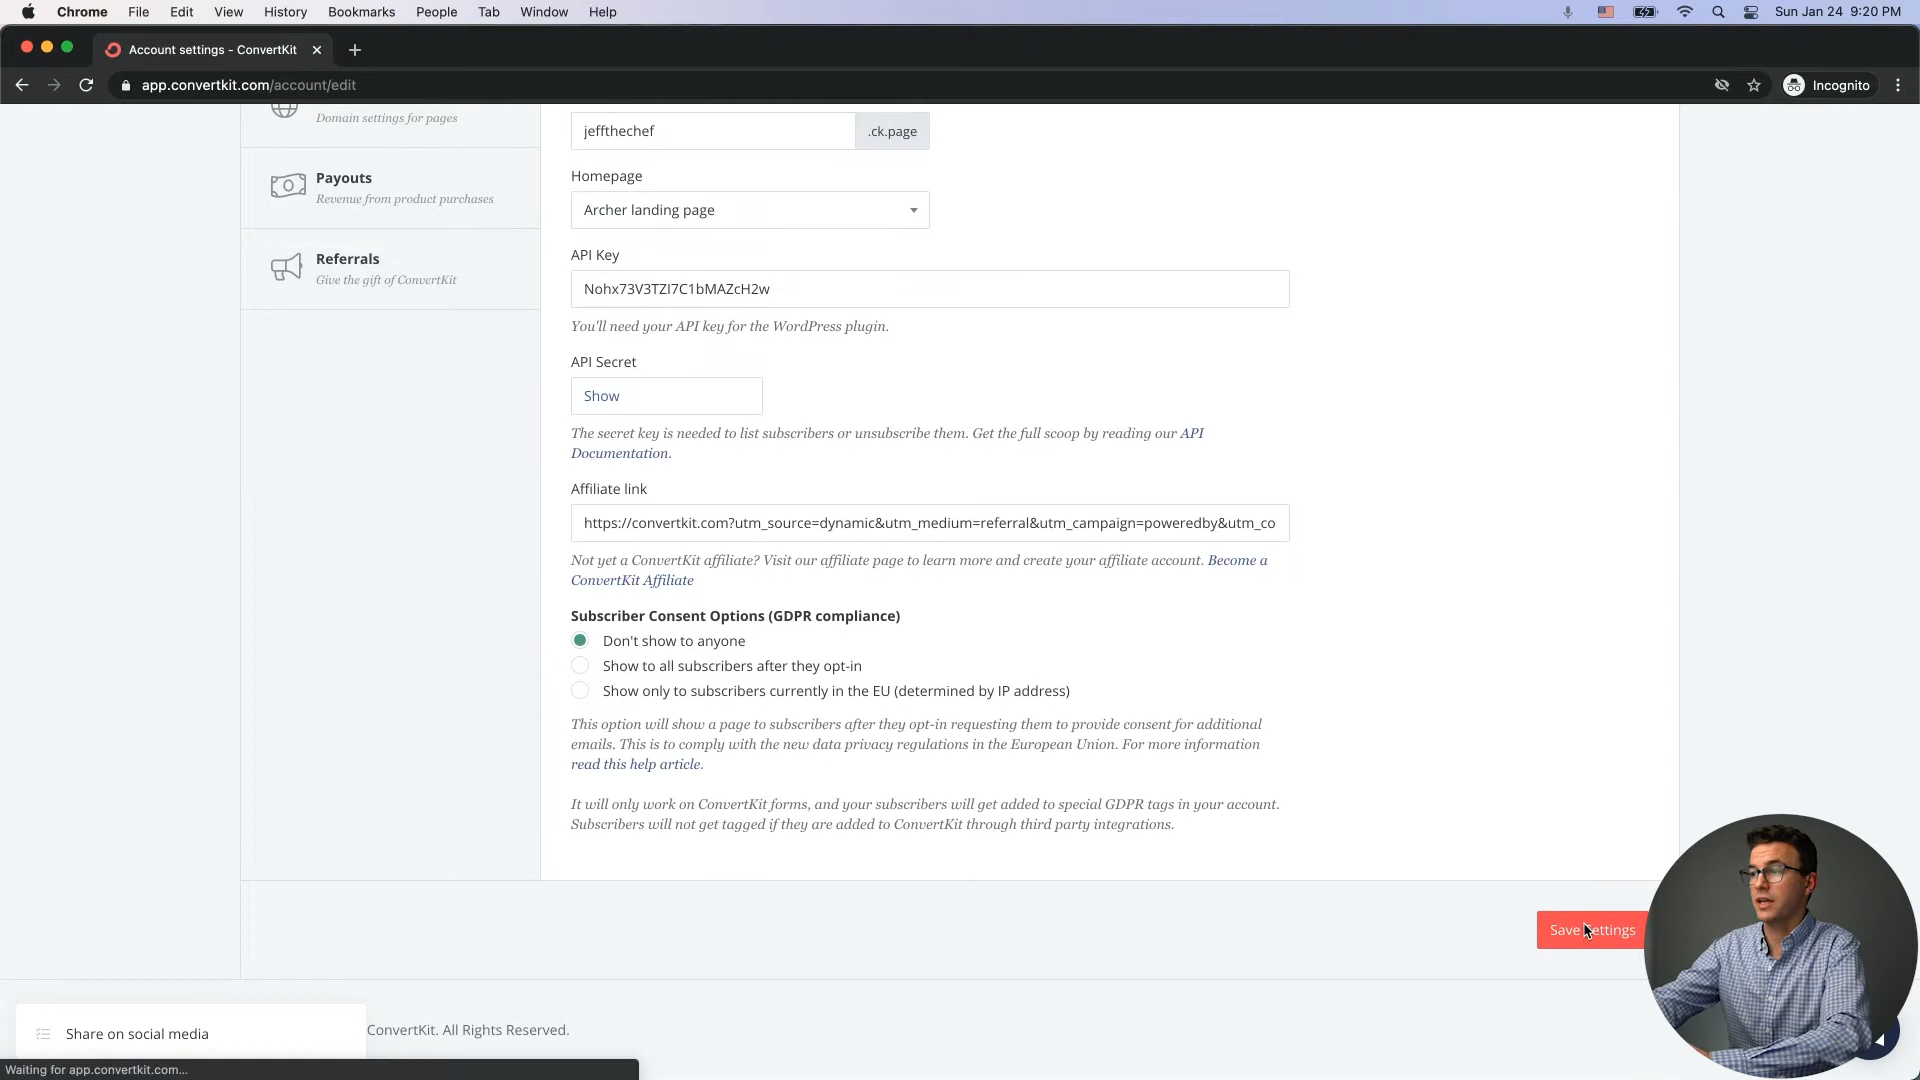 Chrome File Edit View History Bookmarks People Tab Window Help Sun Jan 24 9:20 PM
Account settings - ConvertKit
app.convertkit.com/account/edit Incognito
Domain settings for pages
Payouts
Revenue from product purchases
Referrals
Give the gift of ConvertKit
jeffthechef .ck.page
Homepage
Archer landing page
API Key
Nohx73V3TZI7C1bMAZcH2w
You'll need your API key for the WordPress plugin.
API Secret
Show
The secret key is needed to list subscribers or unsubscribe them. Get the full scoop by reading our API
Documentation.
Affiliate link
https://convertkit.com?utm_source=dynamic&utm_medium=referral&utm_campaign=poweredby&utm_co
Not yet a ConvertKit affiliate? Visit our affiliate page to learn more and create your affiliate account. Become a
ConvertKit Affiliate
Subscriber Consent Options (GDPR compliance)
Don't show to anyone
Show to all subscribers after they opt-in
Show only to subscribers currently in the EU (determined by IP address)
This option will show a page to subscribers after they opt-in requesting them to provide consent for additional
emails. This is to comply with the new data privacy regulations in the European Union. For more information
read this help article.
It will only work on ConvertKit forms, and your subscribers will get added to special GDPR tags in your account.
Subscribers will not get tagged if they are added to ConvertKit through third party integrations.
Save Settings
Share on social media
ConvertKit. All Rights Reserved.
Waiting for app.convertkit.com...